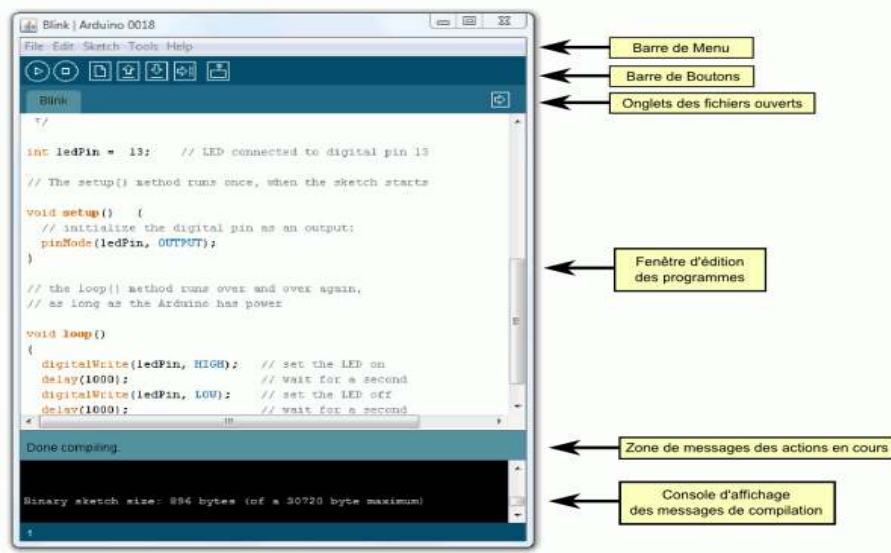 Blink | Arduino 0018
File Edit Sketch Tools Help
Barre de Menu
Barre de Boutons
Blink
Onglets des fichiers ouverts
*/
int ledPin = 13; // LED connected to digital pin 13
// The setup() method runs once, when the sketch starts
void setup() {
// initialize the digital pin as an output:
pinMode(ledPin, OUTPUT);
}
Fenêtre d'édition
des programmes
// the loop() method runs over and over again,
// as long as the Arduino has power
void loop()
{
digitalWrite(ledPin, HIGH); // set the LED on
delay(1000); // wait for a second
digitalWrite(ledPin, LOW); // set the LED off
delay(1000); // wait for a second
Done compiling.
Zone de messages des actions en cours
Binary sketch size: 896 bytes (of a 30720 byte maximum)
Console d'affichage
des messages de compilation
1